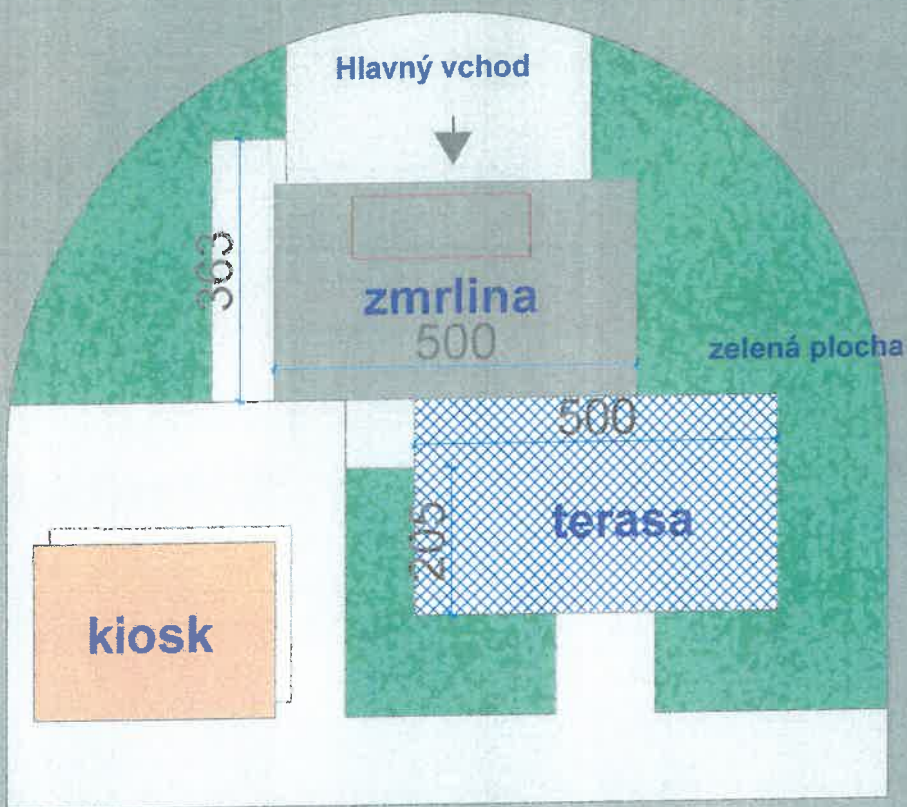 Hlavný vchod
363
zmrlina
500
zelená plocha
500
205
terasa
kiosk